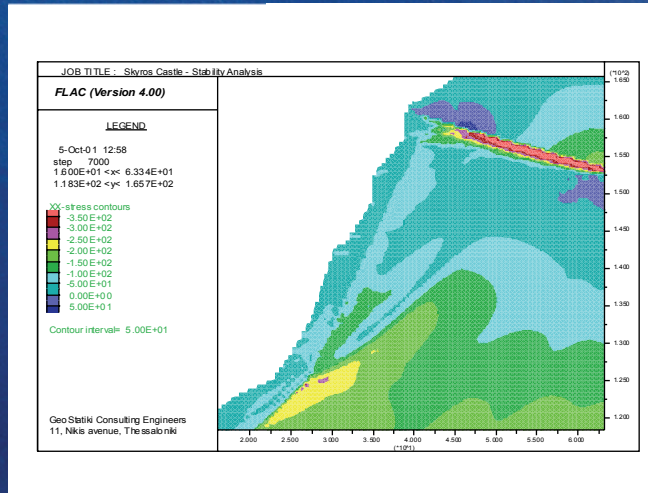 JOB TITLE : Skyros Castle - Stability Analysis
(*10^2)
FLAC (Version 4.00)
LEGEND
5-Oct-01 12:58
step 7000
1.600E+01 <x< 6.334E+01
1.183E+02 <y< 1.657E+02
XX-stress contours
-3.50E+02
-3.00E+02
-2.50E+02
-2.00E+02
-1.50E+02
-1.00E+02
-5.00E+01
0.00E+00
5.00E+01
Contour interval= 5.00E+01
GeoStatiki Consulting Engineers
11, Nikis avenue, Thessaloniki
1.650
1.600
1.550
1.500
1.450
1.400
1.350
1.300
1.250
1.200
2.000 2.500 3.000 3.500 4.000 4.500 5.000 5.500 6.000
(*10^1)